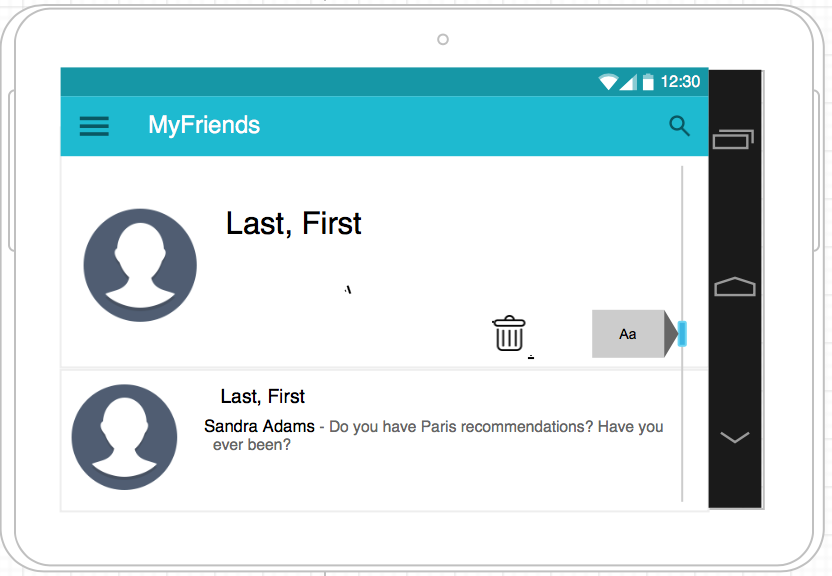 12:30
MyFriends
Last, First
Aa
Last, First
Sandra Adams - Do you have Paris recommendations? Have you
ever been?